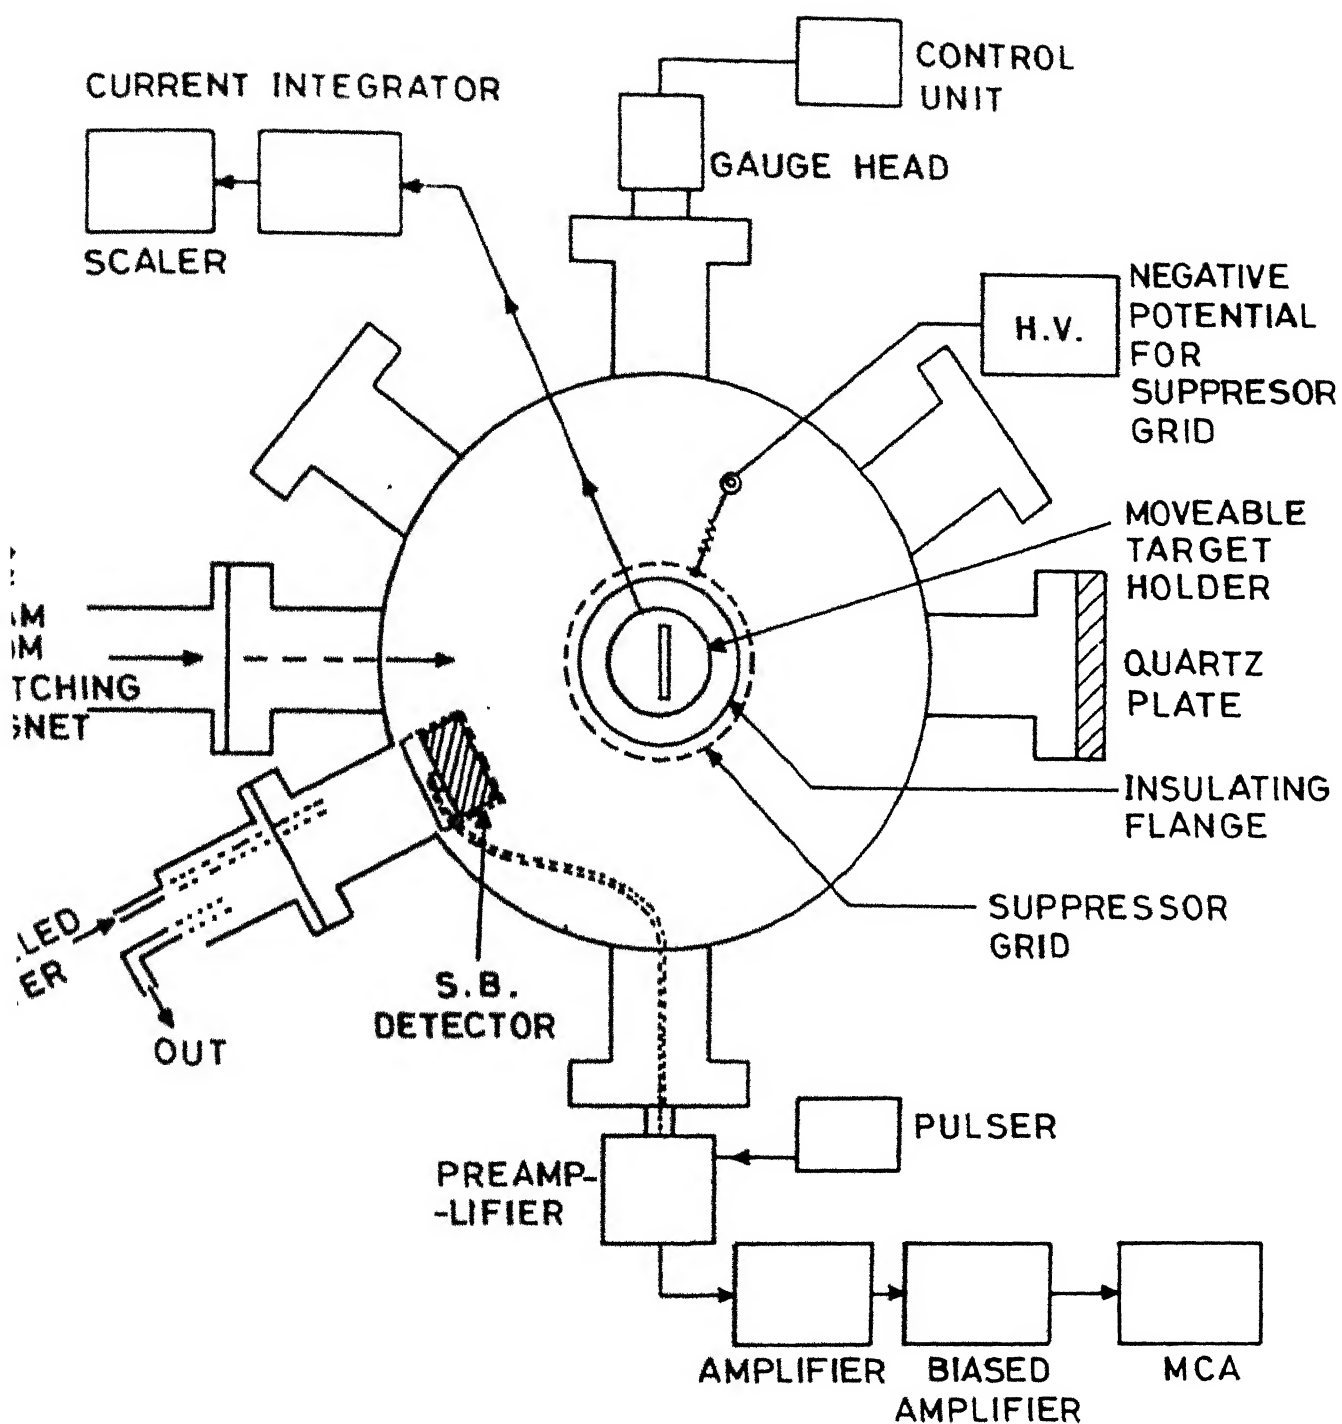 CONTROL
UNIT
CURRENT INTEGRATOR
GAUGE HEAD
SCALER
H.V.
NEGATIVE
POTENTIAL
FOR
SUPPRESOR
GRID
MOVEABLE
TARGET
HOLDER
QUARTZ
PLATE
INSULATING
FLANGE
SUPPRESSOR
GRID
S.B.
DETECTOR
OUT
PULSER
PREAMP-
-LIFIER
AMPLIFIER
BIASED
AMPLIFIER
MCA